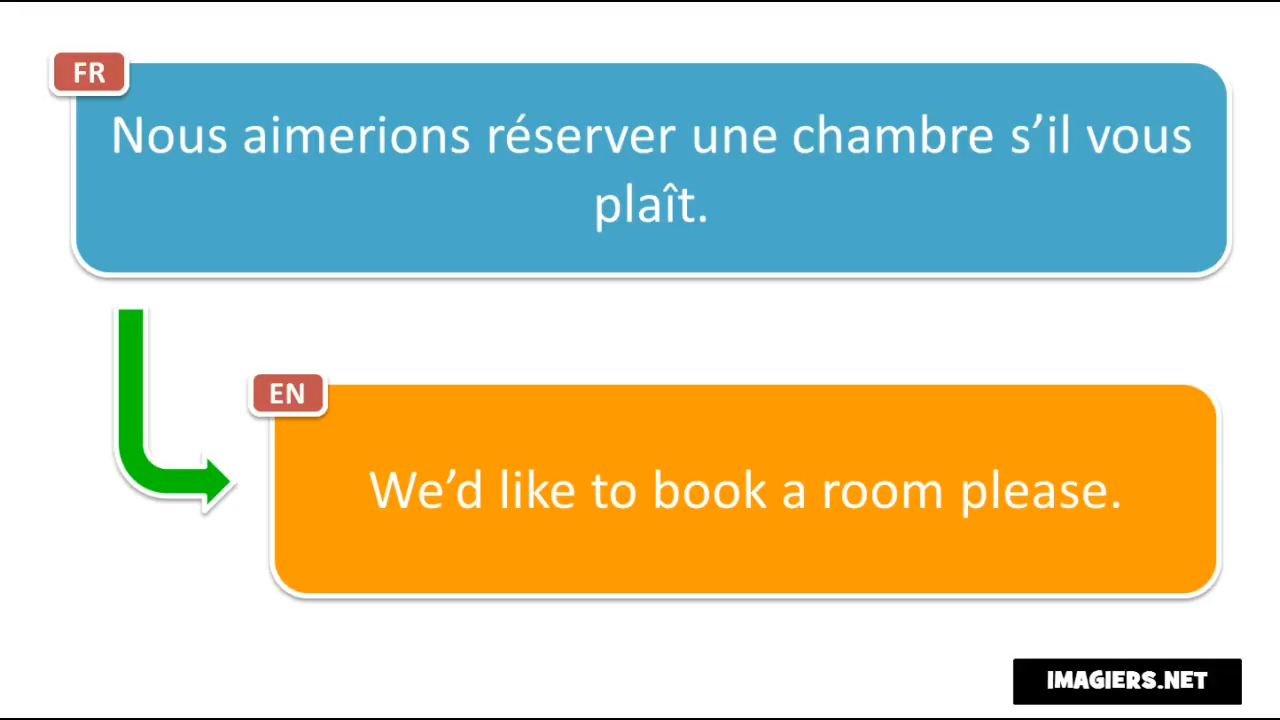 FR
Nous aimerions réserver une chambre s’il vous
plaît.
EN
We’d like to book a room please.
IMAGIERS.NET